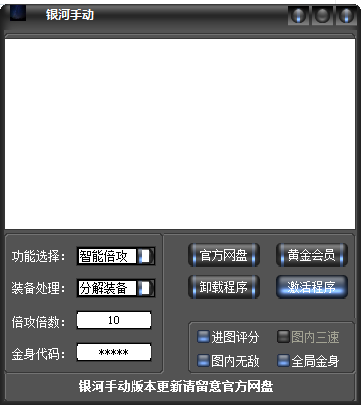 银河手动
功能选择： 智能倍攻 官方网盘 黄金会员
装备处理： 分解装备 卸载程序 激活程序
倍攻倍数： 10
进图评分 图内三速
金身代码： *****
图内无敌 全局金身
银河手动版本更新请留意官方网盘